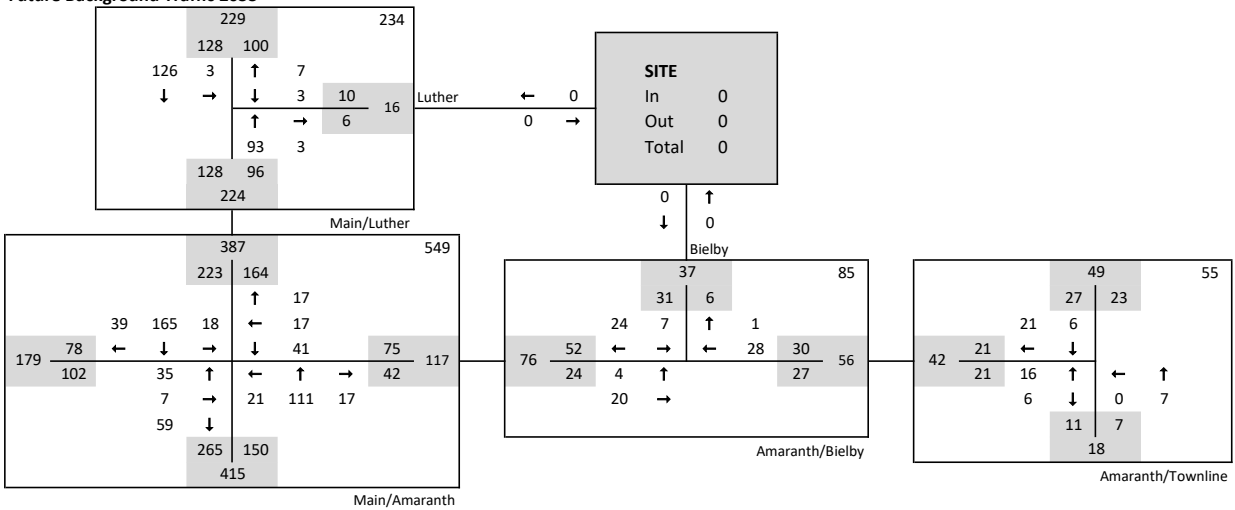 229 234
128 100
126 3 ↑ 7
↓ → ↓ 3 10 16 Luther ← 0
↑ → 6 0 →
93 3
128 96
224
Main/Luther
SITE
In 0
Out 0
Total 0
0 ↑
↓ 0
Bielby
387 549
223 164
↑ 17
39 165 18 ← 17
179 78 ← ↓ → ↓ 41 75 117
102 35 ↑ ← ↑ → 42
7 → 21 111 17
59 ↓
265 150
415
Main/Amaranth
37 85
31 6
24 7 ↑ 1
76 52 ← → ← 28 30 56
24 4 ↑ 27
20 →
Amaranth/Bielby
49 55
27 23
21 6
42 21 ← ↓
21 16 ↑ ← ↑
6 ↓ 0 7
11 7
18
Amaranth/Townline